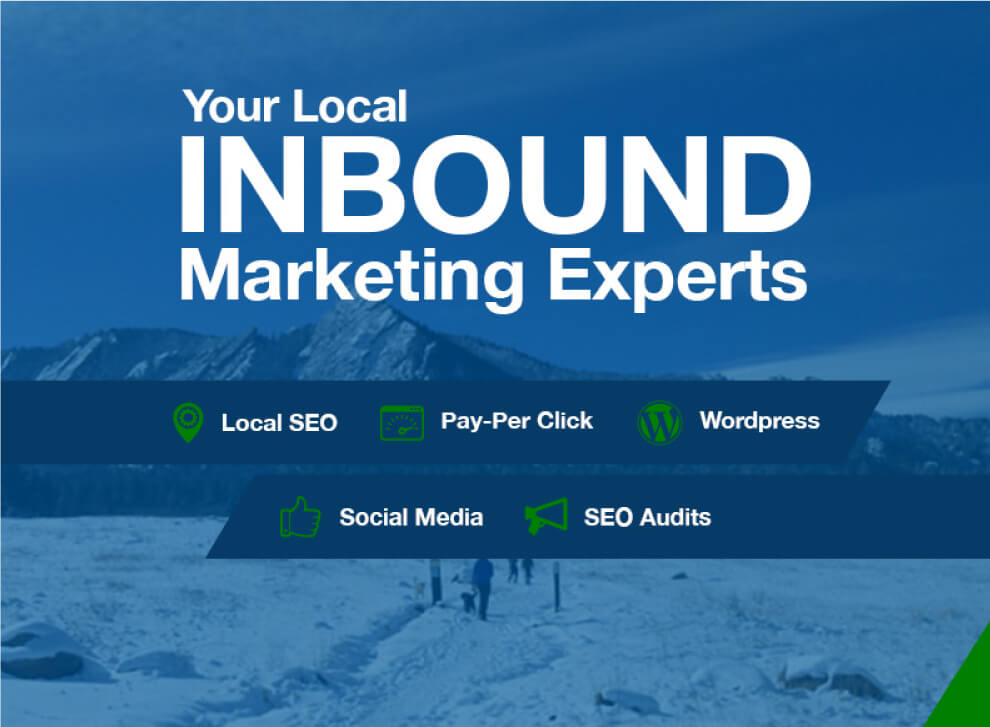 Your Local
INBOUND
Marketing Experts
Local SEO Pay-Per Click Wordpress
Social Media SEO Audits